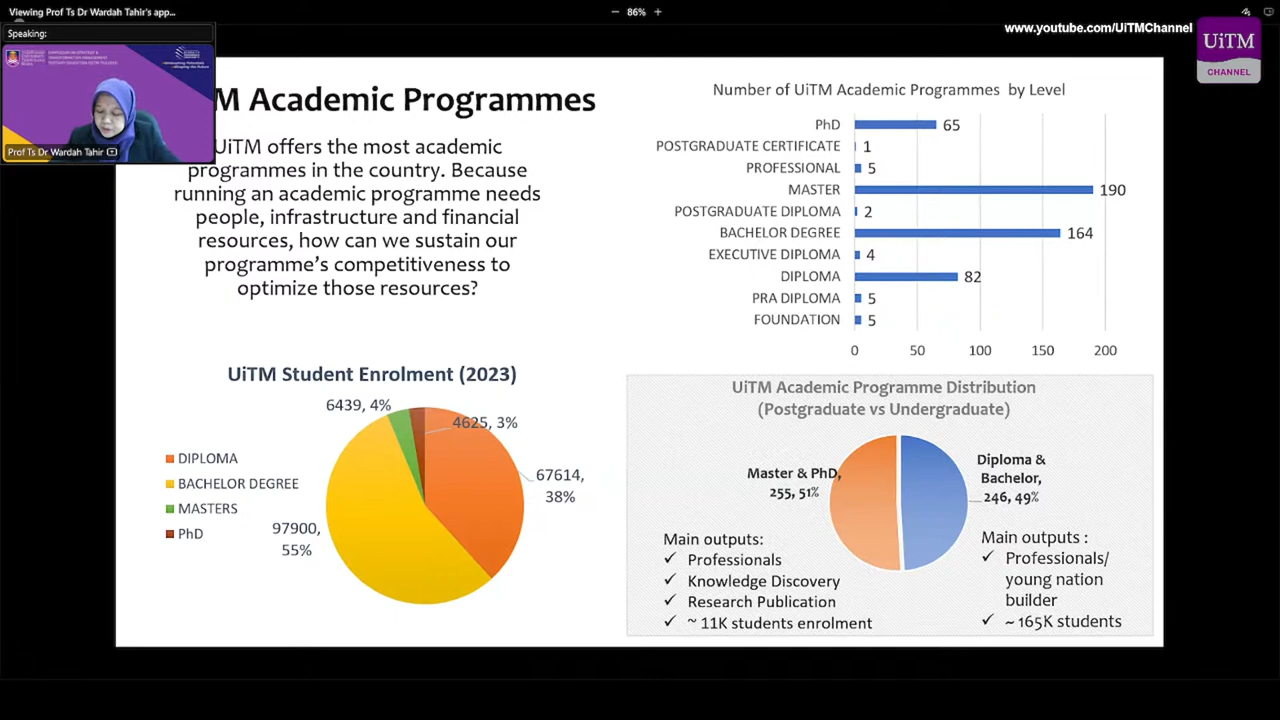 Viewing Prof Ts Dr Wardah Tahir's app...
86%
www.youtube.com/UiTMChannel
Speaking:
UiTM
CHANNEL
Prof Ts Dr Wardah Tahir
M Academic Programmes
UiTM offers the most academic
programmes in the country. Because
running an academic programme needs
people, infrastructure and financial
resources, how can we sustain our
programme's competitiveness to
optimize those resources?
Number of UiTM Academic Programmes by Level
PhD 65
POSTGRADUATE CERTIFICATE 1
PROFESSIONAL 5
MASTER 190
POSTGRADUATE DIPLOMA 2
BACHELOR DEGREE 164
EXECUTIVE DIPLOMA 4
DIPLOMA 82
PRA DIPLOMA 5
FOUNDATION 5
0 50 100 150 200
UiTM Student Enrolment (2023)
6439, 4%
4625, 3%
67614,
38%
97900,
55%
DIPLOMA
BACHELOR DEGREE
MASTERS
PhD
UiTM Academic Programme Distribution
(Postgraduate vs Undergraduate)
Master & PhD,
255, 51%
Diploma &
Bachelor,
246, 49%
Main outputs:
✓ Professionals
✓ Knowledge Discovery
✓ Research Publication
✓ ~ 11K students enrolment
Main outputs :
✓ Professionals/
young nation
builder
✓ ~ 165K students